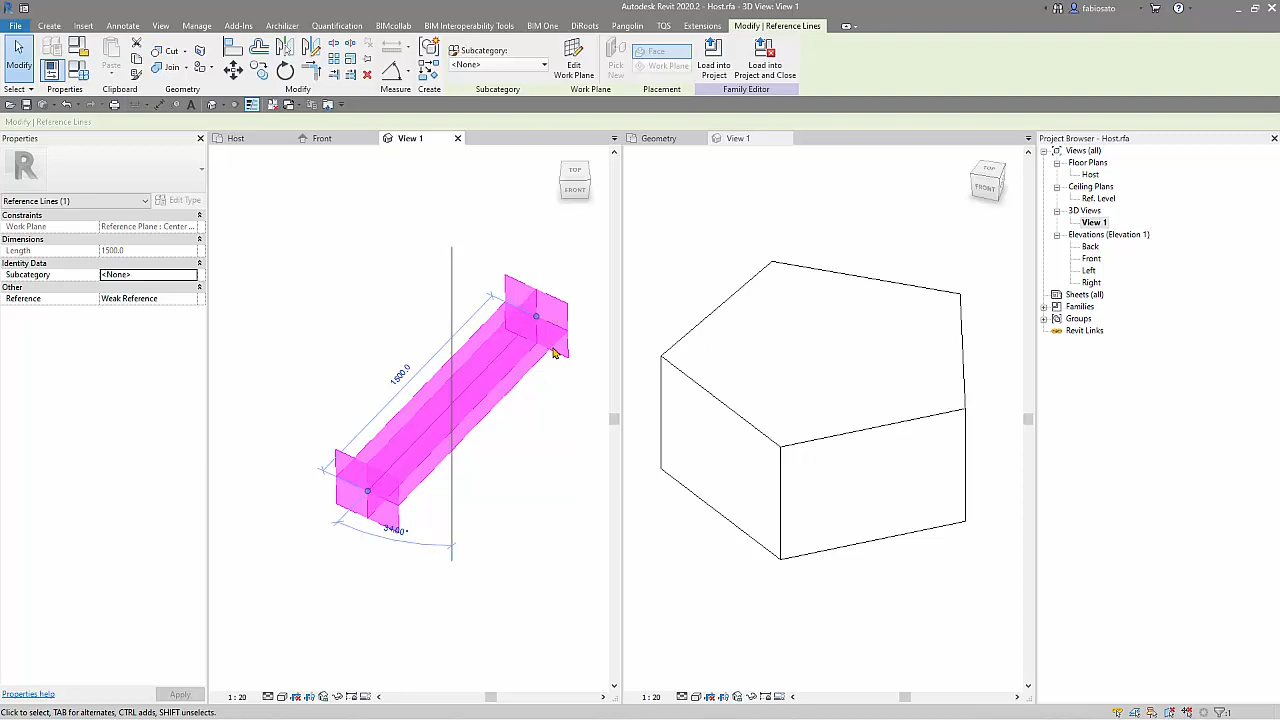 Autodesk Revit 2020.2 - Host.rfa - 3D View: View 1
fabiosato
File Create Insert Annotate View Manage Add-Ins Archilizer Quantification BIMcollab BIM Interoperability Tools BIM One DiRoots Pangolin TQS Extensions Modify | Reference Lines
Modify
Paste
Cut
Join
Subcategory:
<None>
Edit
Work Plane
Pick
New
Face
Work Plane
Load into
Project
Load into
Project and Close
Select Properties Clipboard Geometry Modify Measure Create Subcategory Work Plane Placement Family Editor
Modify | Reference Lines
Properties
Host Front View 1
Geometry View 1
Project Browser - Host.rfa
Reference Lines (1) Edit Type
Constraints
Work Plane Reference Plane : Center ...
Dimensions
Length 1500.0
Identity Data
Subcategory <None>
Other
Reference Weak Reference
TOP
FRONT
1500.0
34.00°
TOP
FRONT
Views (all)
Floor Plans
Host
Ceiling Plans
Ref. Level
3D Views
View 1
Elevations (Elevation 1)
Back
Front
Left
Right
Sheets (all)
Families
Groups
Revit Links
Properties help Apply
1 : 20
1 : 20
Click to select, TAB for alternates, CTRL adds, SHIFT unselects.
:1